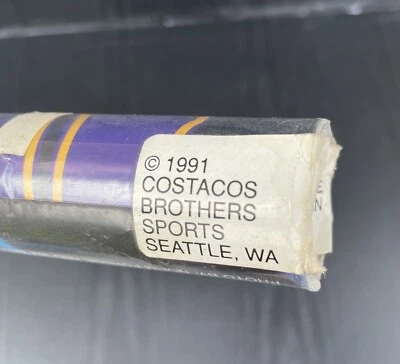 © 1991
COSTACOS
BROTHERS
SPORTS
SEATTLE, WA